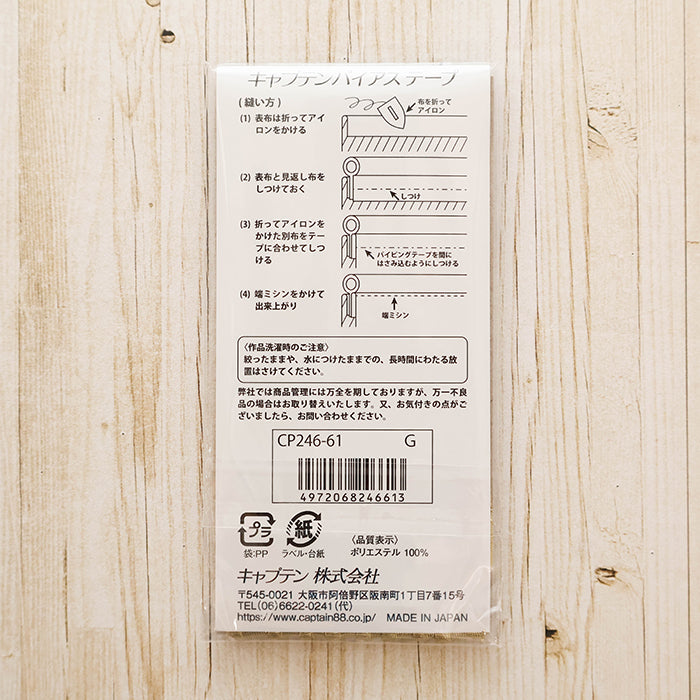 キャプテンバイアステープ
(縫い方)
(1) 表布は折ってアイ
ロンをかける
布を折って
アイロン
(2) 表布と見返し布を
しつけておく
しつけ
(3) 折ってアイロンを
かけた別布をテー
プに合わせてしつ
ける
パイピングテープを間に
はさみ込むようにしつける
(4) 端ミシンをかけて
出来上がり
端ミシン
〈作品洗濯時のご注意〉
絞ったままや、水につけたままでの、長時間にわたる放
置はさけてください。
弊社では商品管理には万全を期しておりますが、万一不良
品の場合はお取り替えいたします。又、お気付きの点がご
ざいましたら、お問い合わせください。
CP246-61 G
4972068246613
プラ
袋:PP
紙
ラベル・台紙
〈品質表示〉
ポリエステル 100%
キャプテン 株式会社
〒545-0021 大阪市阿倍野区阪南町1丁目7番15号
TEL(06)6622-0241(代)
https://www.captain88.co.jp/ MADE IN JAPAN